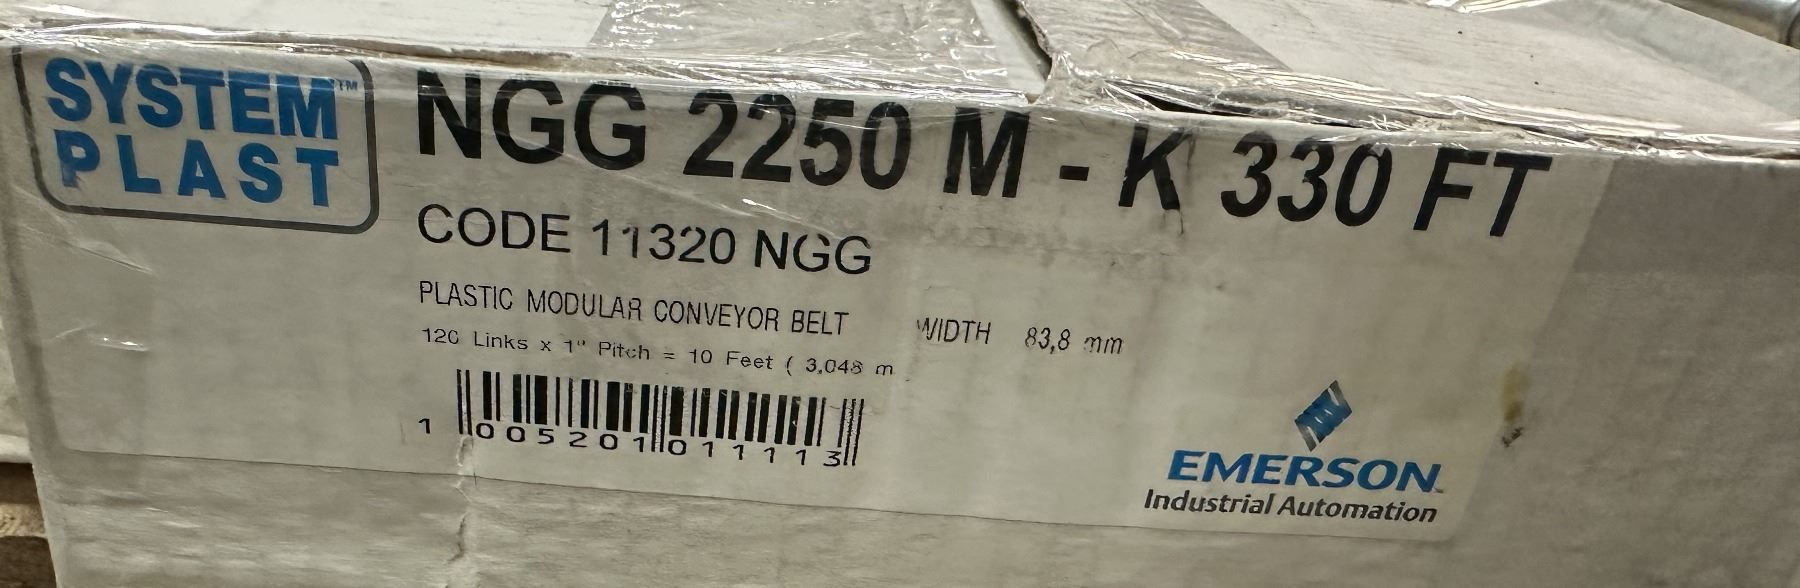 SYSTEM™
PLAST
NGG 2250 M - K 330 FT
CODE 11320 NGG
PLASTIC MODULAR CONVEYOR BELT WIDTH 83,8 mm
120 Links x 1" Pitch = 10 Feet ( 3,048 m
1 005201 011113
EMERSON
Industrial Automation